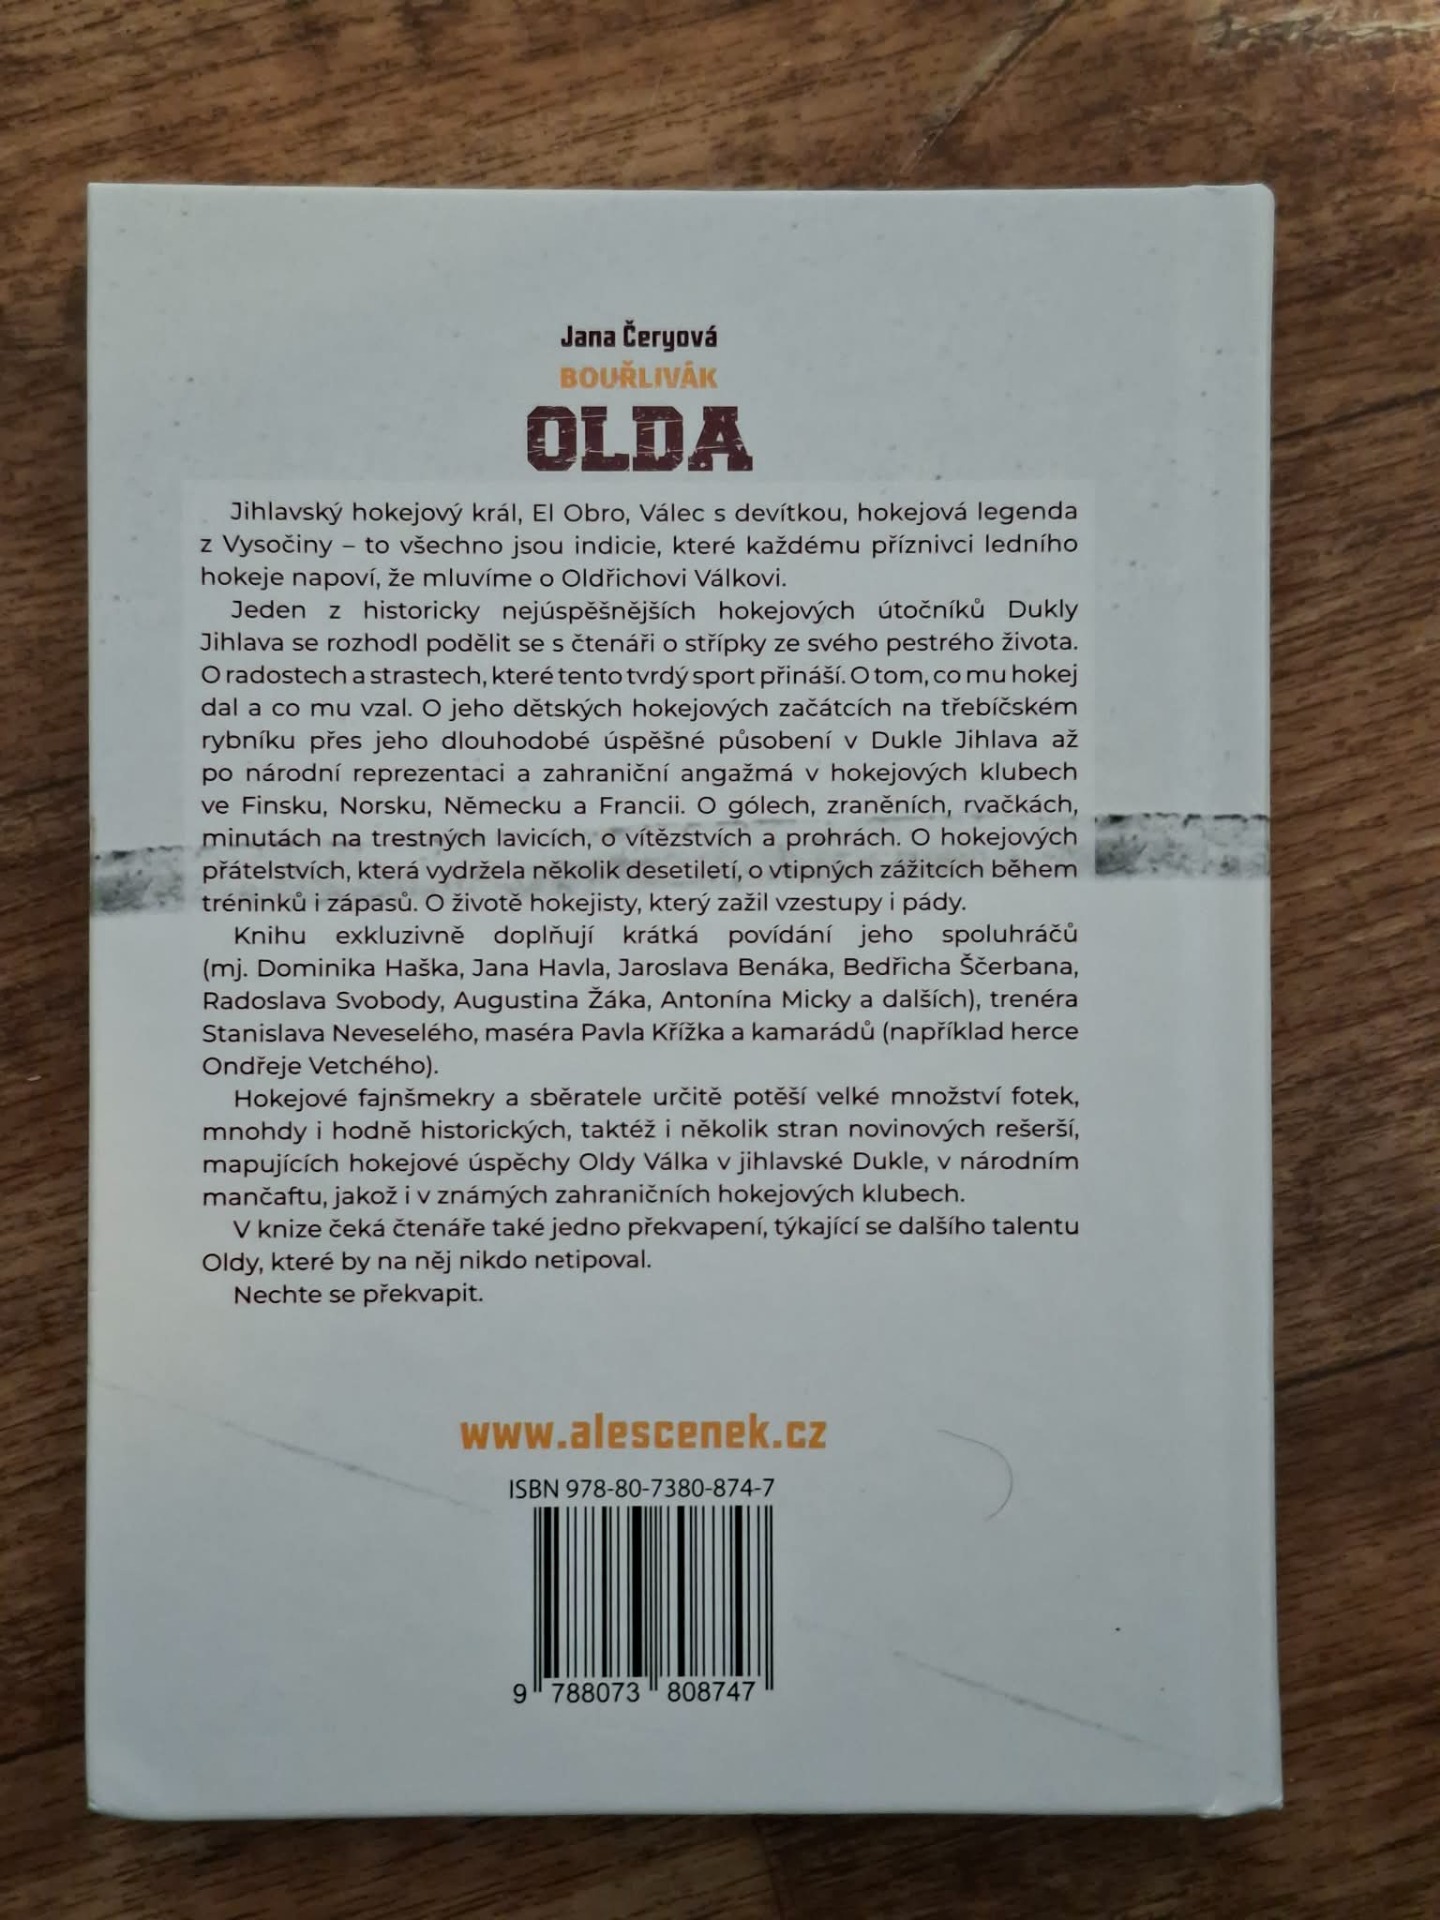 Jana Čeryová
BOUŘLIVÁK
OLDA
Jihlavský hokejový král, El Obro, Válec s devítkou, hokejová legenda
z Vysočiny – to všechno jsou indicie, které každému příznivci ledního
hokeje napoví, že mluvíme o Oldřichovi Válkovi.
Jeden z historicky nejúspěšnějších hokejových útočníků Dukly
Jihlava se rozhodl podělit se s čtenáři o střípky ze svého pestrého života.
O radostech a strastech, které tento tvrdý sport přináší. O tom, co mu hokej
dal a co mu vzal. O jeho dětských hokejových začátcích na třebíčském
rybníku přes jeho dlouhodobé úspěšné působení v Dukle Jihlava až
po národní reprezentaci a zahraniční angažmá v hokejových klubech
ve Finsku, Norsku, Německu a Francii. O gólech, zraněních, rvačkách,
minutách na trestných lavicích, o vítězstvích a prohrách. O hokejových
přátelstvích, která vydržela několik desetiletí, o vtipných zážitcích během
tréninků i zápasů. O životě hokejisty, který zažil vzestupy i pády.
Knihu exkluzivně doplňují krátká povídání jeho spoluhráčů
(mj. Dominika Haška, Jana Havla, Jaroslava Benáka, Bedřicha Ščerbana,
Radoslava Svobody, Augustina Žáka, Antonína Micky a dalších), trenéra
Stanislava Neveselého, maséra Pavla Křížka a kamarádů (například herce
Ondřeje Vetchého).
Hokejové fajnšmekry a sběratele určitě potěší velké množství fotek,
mnohdy i hodně historických, taktéž i několik stran novinových rešerší,
mapujících hokejové úspěchy Oldy Válka v jihlavské Dukle, v národním
mančaftu, jakož i v známých zahraničních hokejových klubech.
V knize čeká čtenáře také jedno překvapení, týkající se dalšího talentu
Oldy, které by na něj nikdo netipoval.
Nechte se překvapit.
www.alescenek.cz
ISBN 978-80-7380-874-7
9 788073 808747